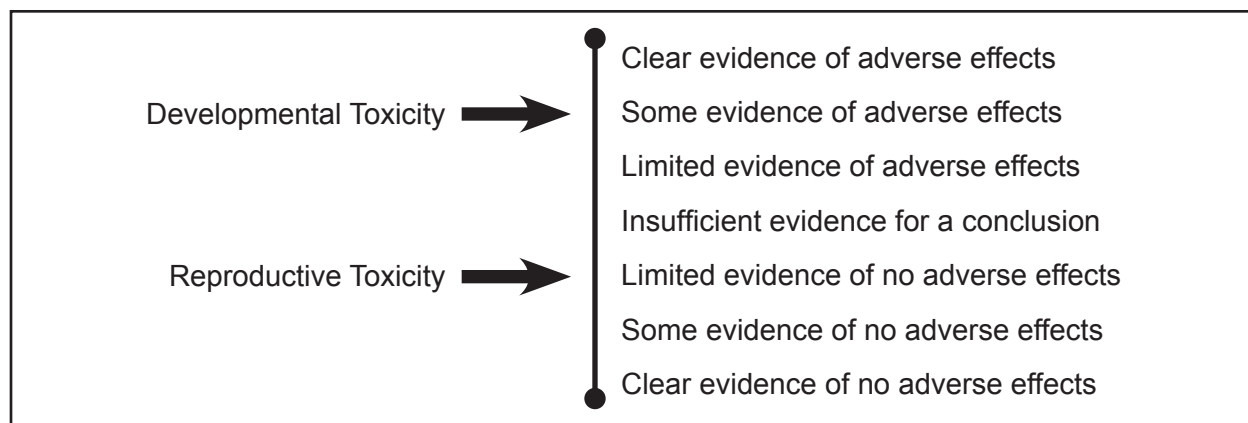 Clear evidence of adverse effects
Developmental Toxicity Some evidence of adverse effects
Limited evidence of adverse effects
Insufficient evidence for a conclusion
Reproductive Toxicity Limited evidence of no adverse effects
Some evidence of no adverse effects
Clear evidence of no adverse effects